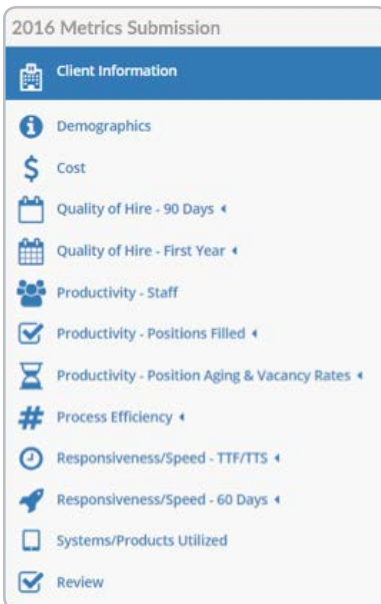 2016 Metrics Submission
Client Information
Demographics
Cost
Quality of Hire - 90 Days
Quality of Hire - First Year
Productivity - Staff
Productivity - Positions Filled
Productivity - Position Aging & Vacancy Rates
Process Efficiency
Responsiveness/Speed - TTF/TTS
Responsiveness/Speed - 60 Days
Systems/Products Utilized
Review